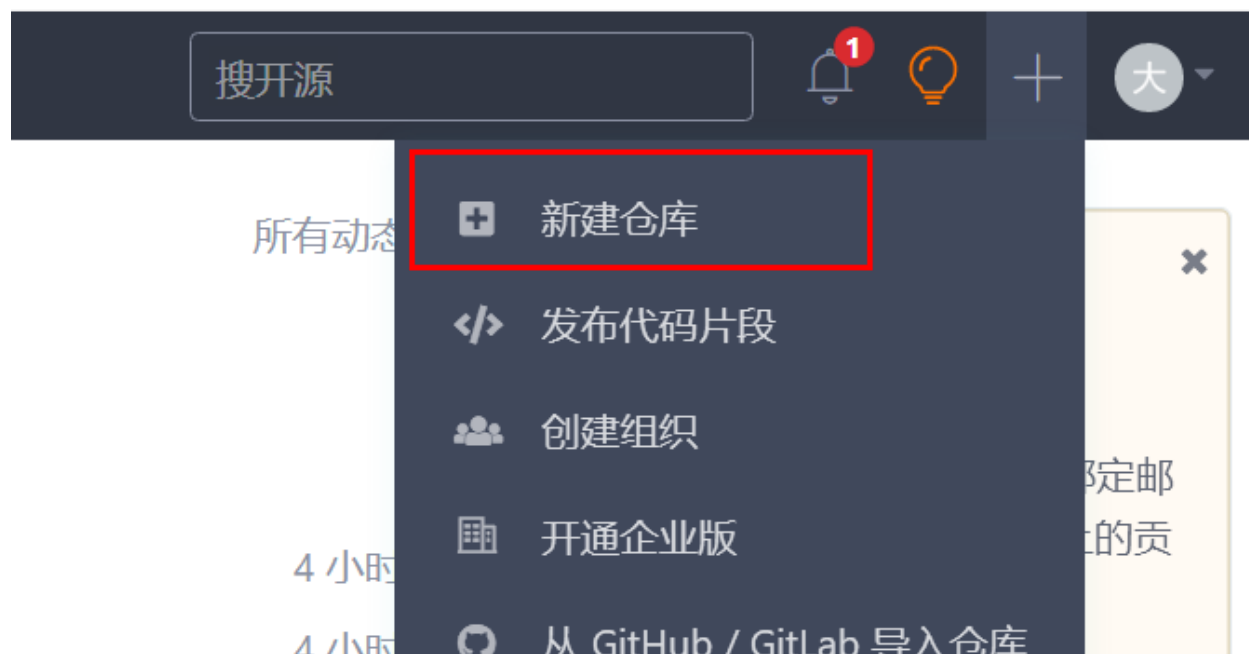 搜开源
1
大
新建仓库
所有动态
发布代码片段
创建组织
定邮
开通企业版
的贡
4 小时
从 GitHub / GitLab 导入仓库
4 小时